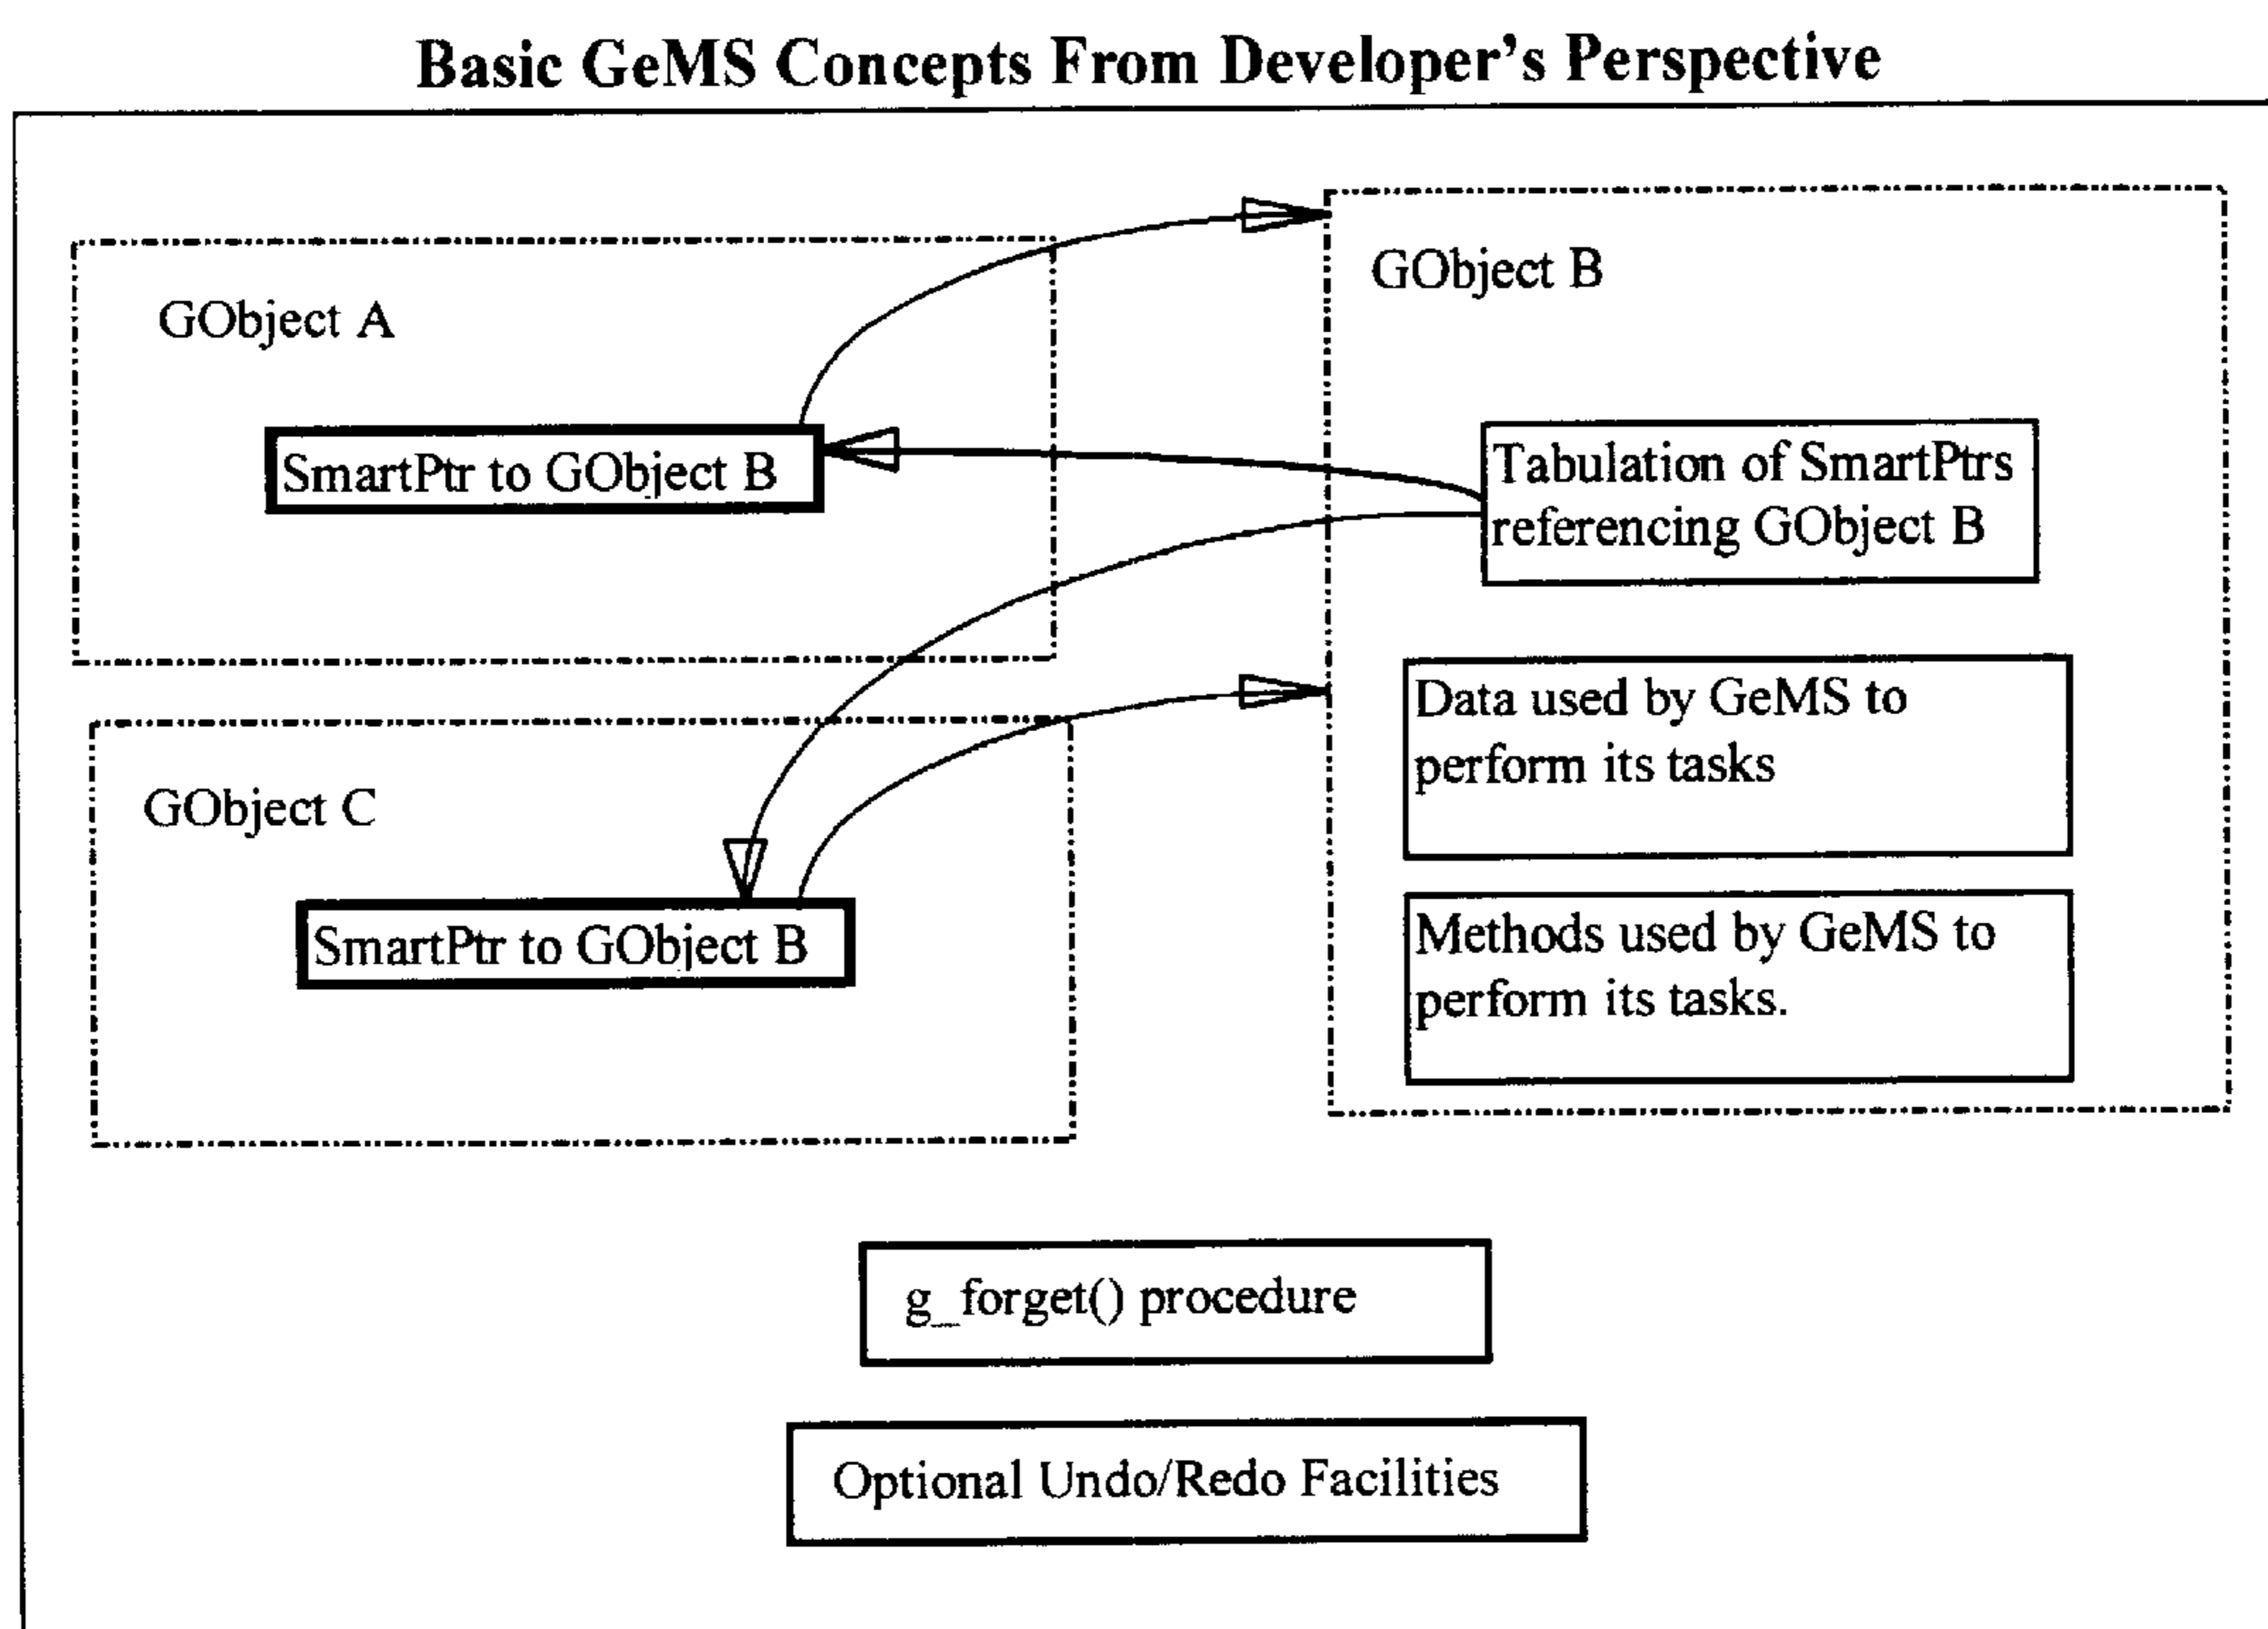 Basic GeMS Concepts From Developer's Perspective
GObject A
SmartPtr to GObject B
GObject B
Tabulation of SmartPtrs
referencing GObject B
Data used by GeMS to
perform its tasks
Methods used by GeMS to
perform its tasks.
GObject C
SmartPtr to GObject B
g_forget() procedure
Optional Undo/Redo Facilities